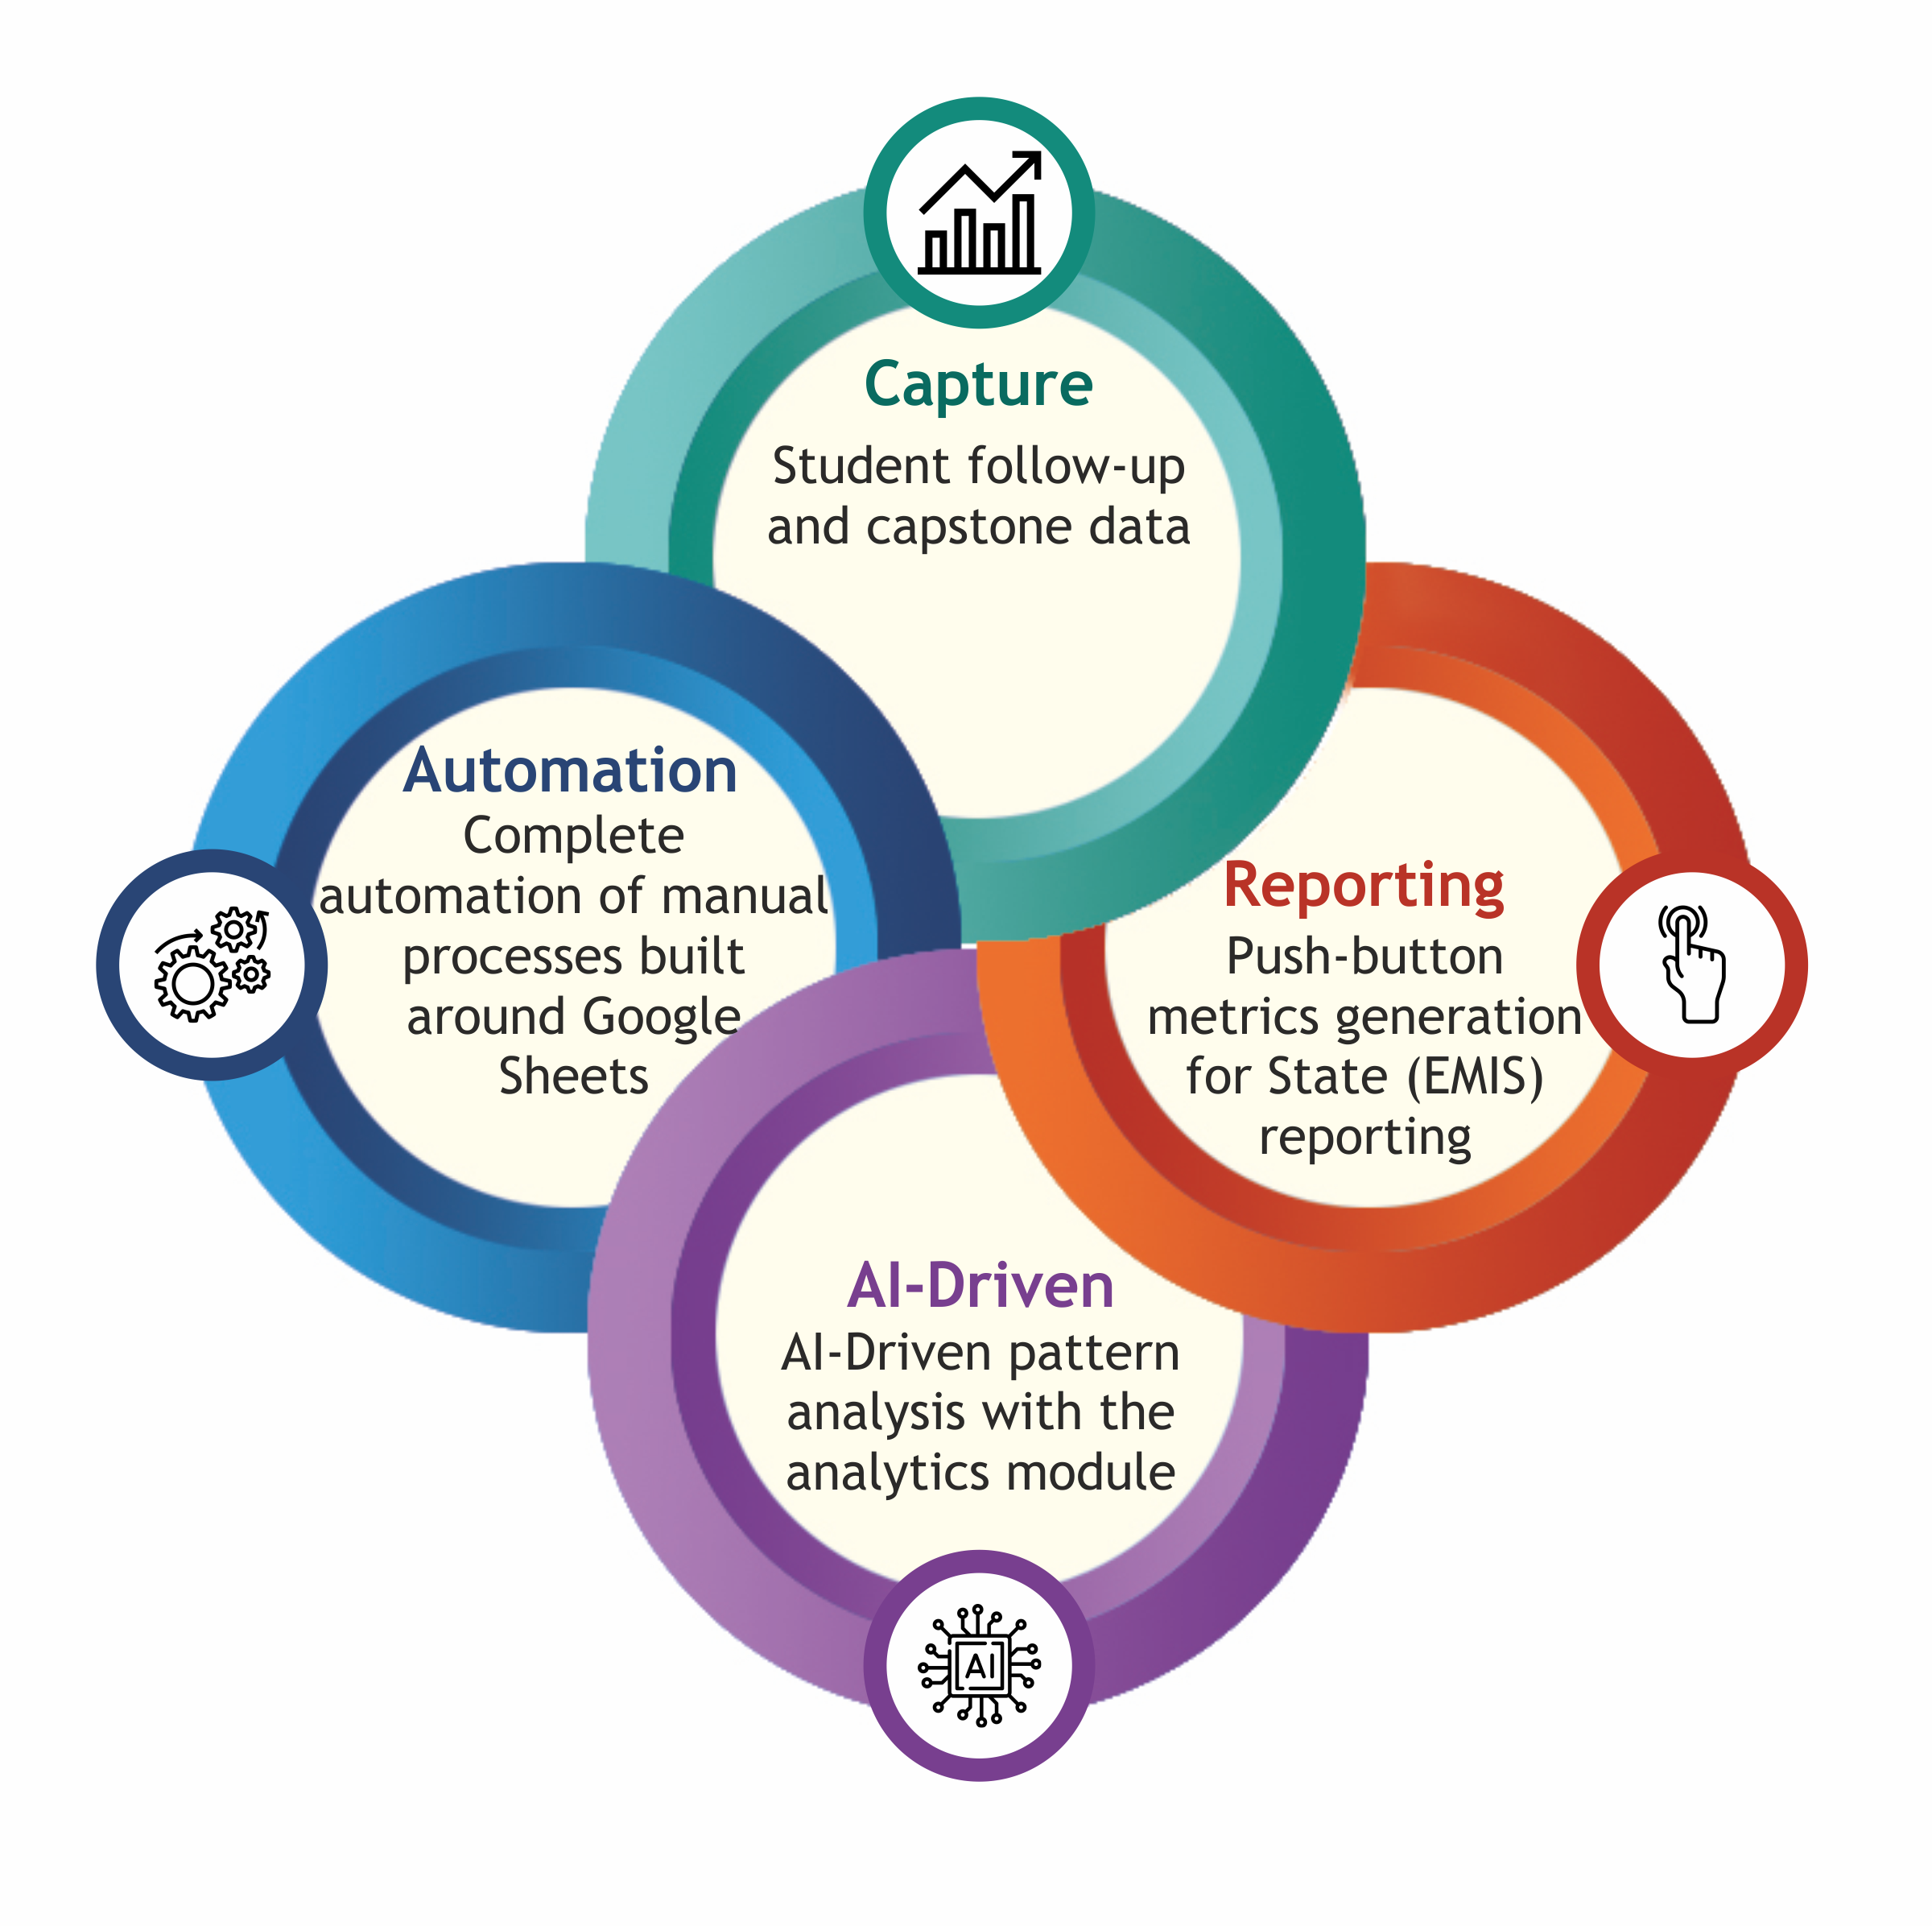 Capture
Student follow-up
and capstone data
Automation
Complete
automation of manual
processes built
around Google
Sheets
Reporting
Push-button
metrics generation
for State (EMIS)
reporting
AI-Driven
AI-Driven pattern
analysis with the
analytics module
AI